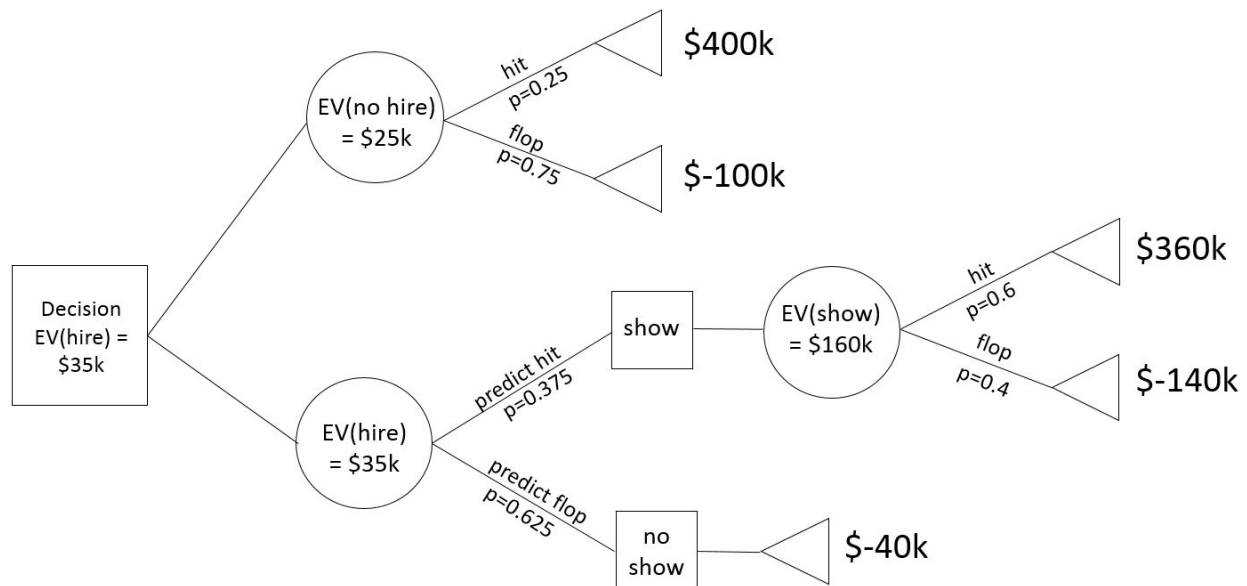 $400k
hit
p=0.25
EV(no hire)
= $25k
flop
p=0.75
$-100k
Decision
EV(hire) =
$35k
EV(hire)
= $35k
predict hit
p=0.375
show
EV(show)
= $160k
hit
p=0.6
$360k
flop
p=0.4
$-140k
predict flop
p=0.625
no
show
$-40k